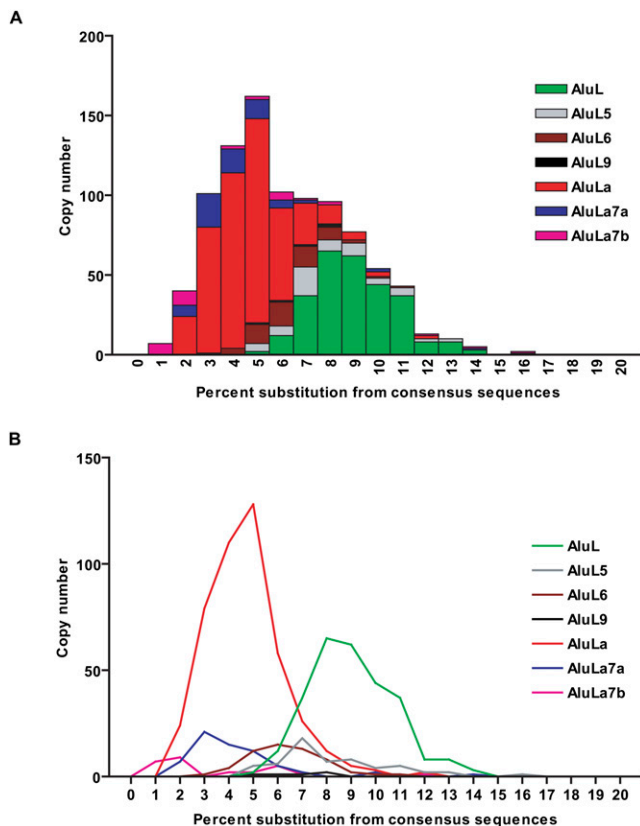 A
200
150
100
50
0
Copy number
AluL
AluL5
AluL6
AluL9
AluLa
AluLa7a
AluLa7b
0 1 2 3 4 5 6 7 8 9 10 11 12 13 14 15 16 17 18 19 20
Percent substitution from consensus sequences
B
150
100
50
0
Copy number
AluL
AluL5
AluL6
AluL9
AluLa
AluLa7a
AluLa7b
0 1 2 3 4 5 6 7 8 9 10 11 12 13 14 15 16 17 18 19 20
Percent substitution from consensus sequences